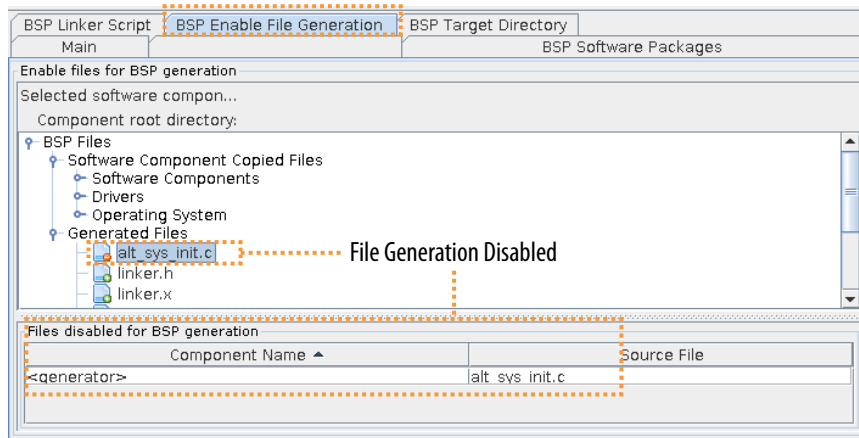 BSP Linker Script BSP Enable File Generation BSP Target Directory
Main BSP Software Packages
Enable files for BSP generation
Selected software compon...
Component root directory:
BSP Files
Software Component Copied Files
Software Components
Drivers
Operating System
Generated Files
alt_sys_init.c File Generation Disabled
linker.h
linker.x
Files disabled for BSP generation
Component Name Source File
<generator> alt_sys_init.c